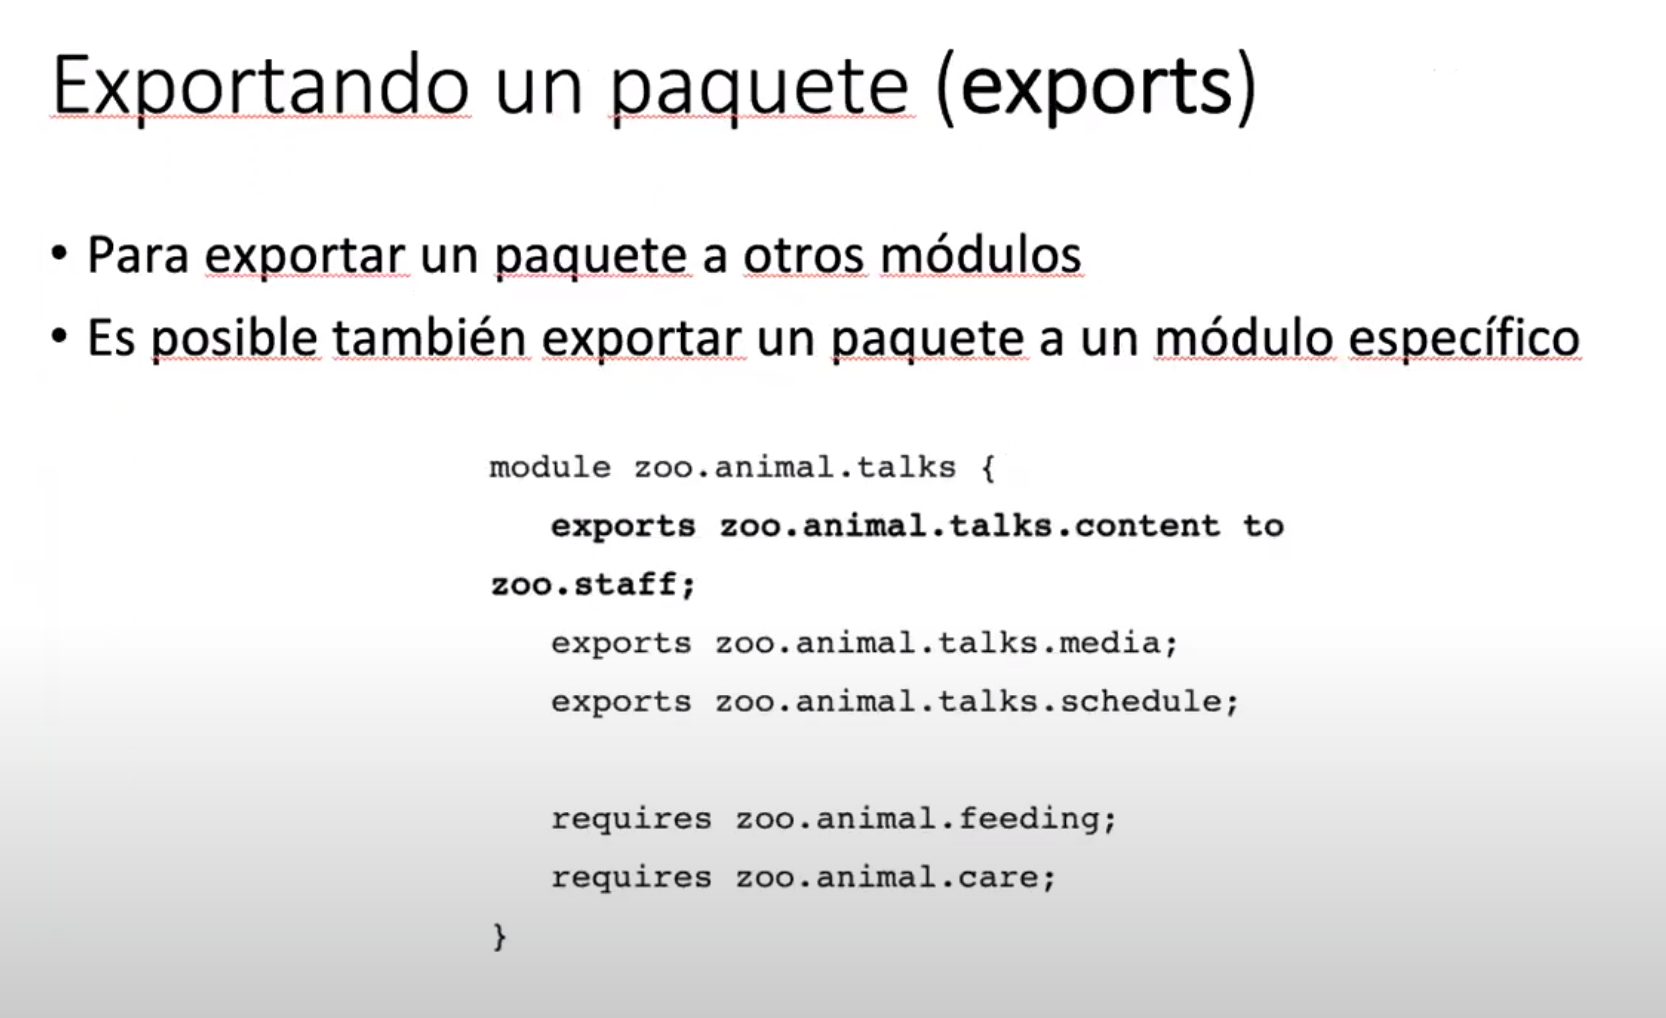 Exportando un paquete (exports)
• Para exportar un paquete a otros módulos
• Es posible también exportar un paquete a un módulo específico
module zoo.animal.talks {
exports zoo.animal.talks.content to
zoo.staff;
exports zoo.animal.talks.media;
exports zoo.animal.talks.schedule;
requires zoo.animal.feeding;
requires zoo.animal.care;
}